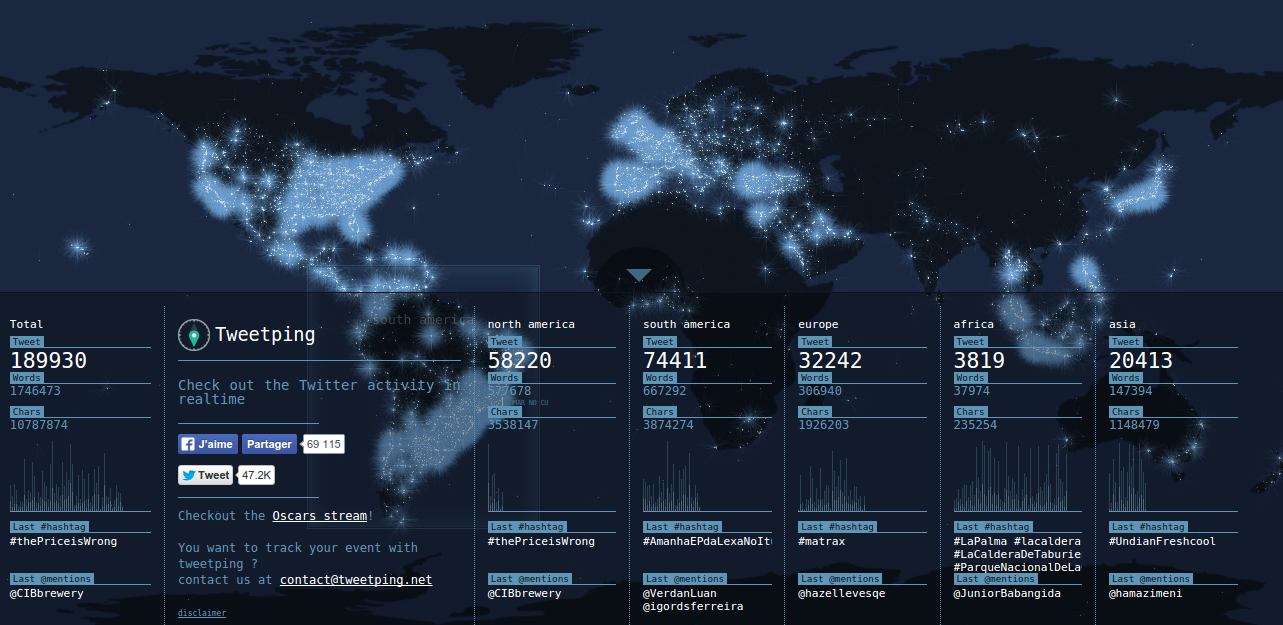 Total
Tweet
189930
Words
1746473
Chars
10787874
Last #hashtag
#thePriceisWrong
Last @mentions
@CIBbrewery
Tweetping
Check out the Twitter activity in
realtime
J'aime Partager 69 115
Tweet 47.2K
Checkout the Oscars stream!
You want to track your event with
tweetping ?
contact us at contact@tweetping.net
disclaimer
south america
north america
Tweet
58220
Words
577678
MAR NO CU
Chars
3538147
Last #hashtag
#thePriceisWrong
Last @mentions
@CIBbrewery
south america
Tweet
74411
Words
667292
Chars
3874274
Last #hashtag
#AmanhaEPdaLexaNoIt
Last @mentions
@VerdanLuan
@igordsferreira
europe
Tweet
32242
Words
306940
Chars
1926203
Last #hashtag
#matrax
Last @mentions
@hazellevesqe
africa
Tweet
3819
Words
37974
Chars
235254
Last #hashtag
#LaPalma #lacaldera
#LaCalderaDeTaburie
#ParqueNacionalDeLa
Last @mentions
@JuniorBabangida
asia
Tweet
20413
Words
147394
Chars
1148479
Last #hashtag
#UndianFreshcool
Last @mentions
@hamazimeni